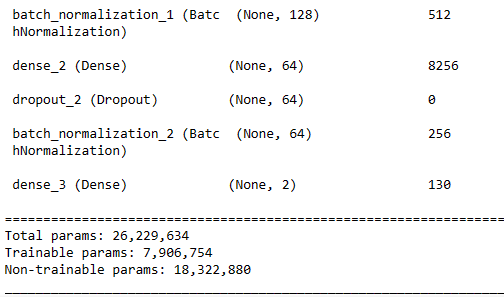 batch_normalization_1 (Batc (None, 128) 512
hNormalization)
dense_2 (Dense) (None, 64) 8256
dropout_2 (Dropout) (None, 64) 0
batch_normalization_2 (Batc (None, 64) 256
hNormalization)
dense_3 (Dense) (None, 2) 130
=================================================================
Total params: 26,229,634
Trainable params: 7,906,754
Non-trainable params: 18,322,880
_________________________________________________________________